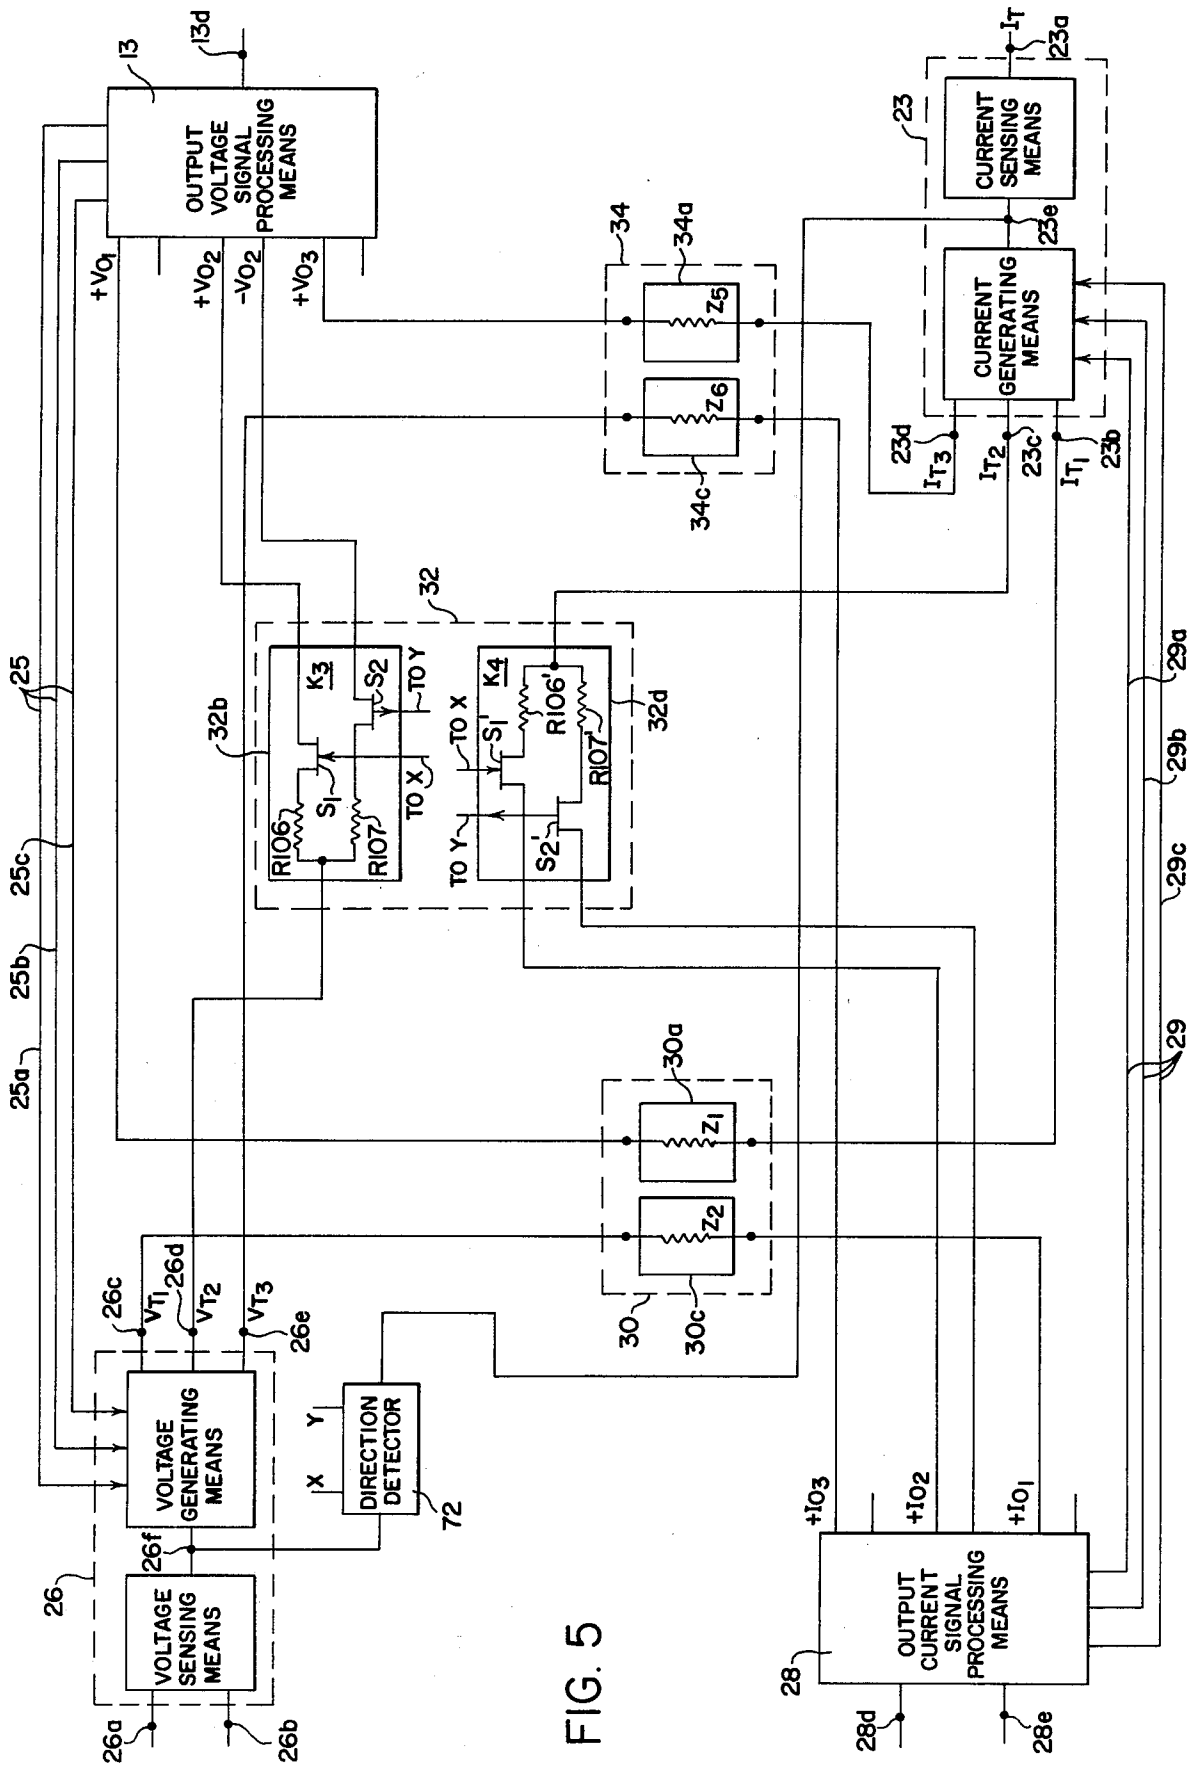 25
25a
25b
25c
26
26a
26b
VOLTAGE
SENSING
MEANS
26f
VOLTAGE
GENERATING
MEANS
26c
VT1
26d
VT2
VT3
26e
X
Y
DIRECTION
DETECTOR
72
+VO1
+VO2
-VO2
+VO3
OUTPUT
VOLTAGE
SIGNAL
PROCESSING
MEANS
13
13d
32
32b
K3
R106
S1
R107
S2
TO X
TO Y
TO Y
TO X
K4
S1'
S2'
R106'
R107'
32d
30
30c
Z2
30a
Z1
34
34c
Z6
34a
Z5
FIG. 5
28
28d
28e
OUTPUT
CURRENT
SIGNAL
PROCESSING
MEANS
+IO3
+IO2
+IO1
IT3
23d
IT2
23c
IT1
23b
CURRENT
GENERATING
MEANS
23e
CURRENT
SENSING
MEANS
23
IT
23a
29
29a
29b
29c